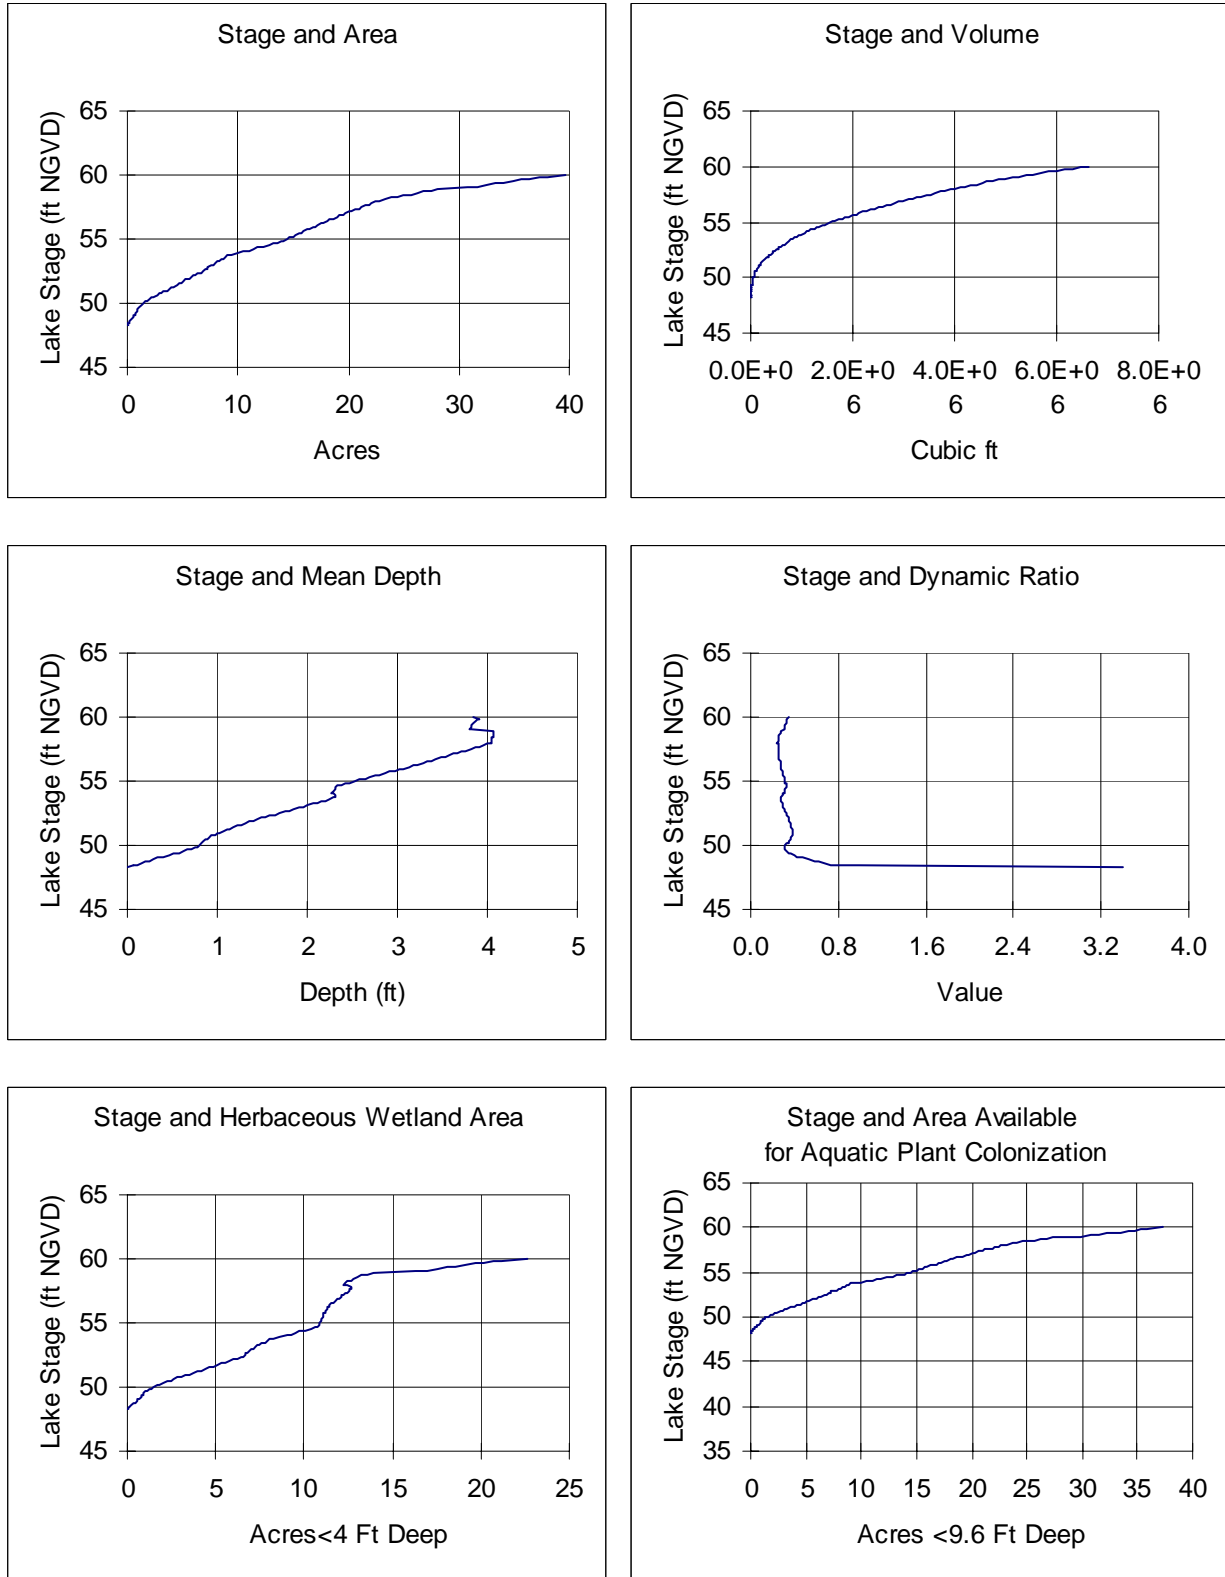 Stage and Area
Lake Stage (ft NGVD)
65
60
55
50
45
0 10 20 30 40
Acres
Stage and Volume
Lake Stage (ft NGVD)
65
60
55
50
45
0.0E+0 2.0E+0 4.0E+0 6.0E+0 8.0E+0
0 6 6 6 6
Cubic ft
Stage and Mean Depth
Lake Stage (ft NGVD)
65
60
55
50
45
0 1 2 3 4 5
Depth (ft)
Stage and Dynamic Ratio
Lake Stage (ft NGVD)
65
60
55
50
45
0.0 0.8 1.6 2.4 3.2 4.0
Value
Stage and Herbaceous Wetland Area
Lake Stage (ft NGVD)
65
60
55
50
45
0 5 10 15 20 25
Acres<4 Ft Deep
Stage and Area Available
for Aquatic Plant Colonization
Lake Stage (ft NGVD)
65
60
55
50
45
40
35
0 5 10 15 20 25 30 35 40
Acres <9.6 Ft Deep